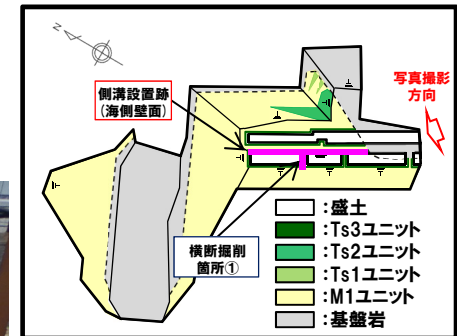 N
側溝設置跡
(海側壁面)
写真撮影
方向
横断掘削
箇所①
:盛土
:Ts3ユニット
:Ts2ユニット
:Ts1ユニット
:M1ユニット
:基盤岩